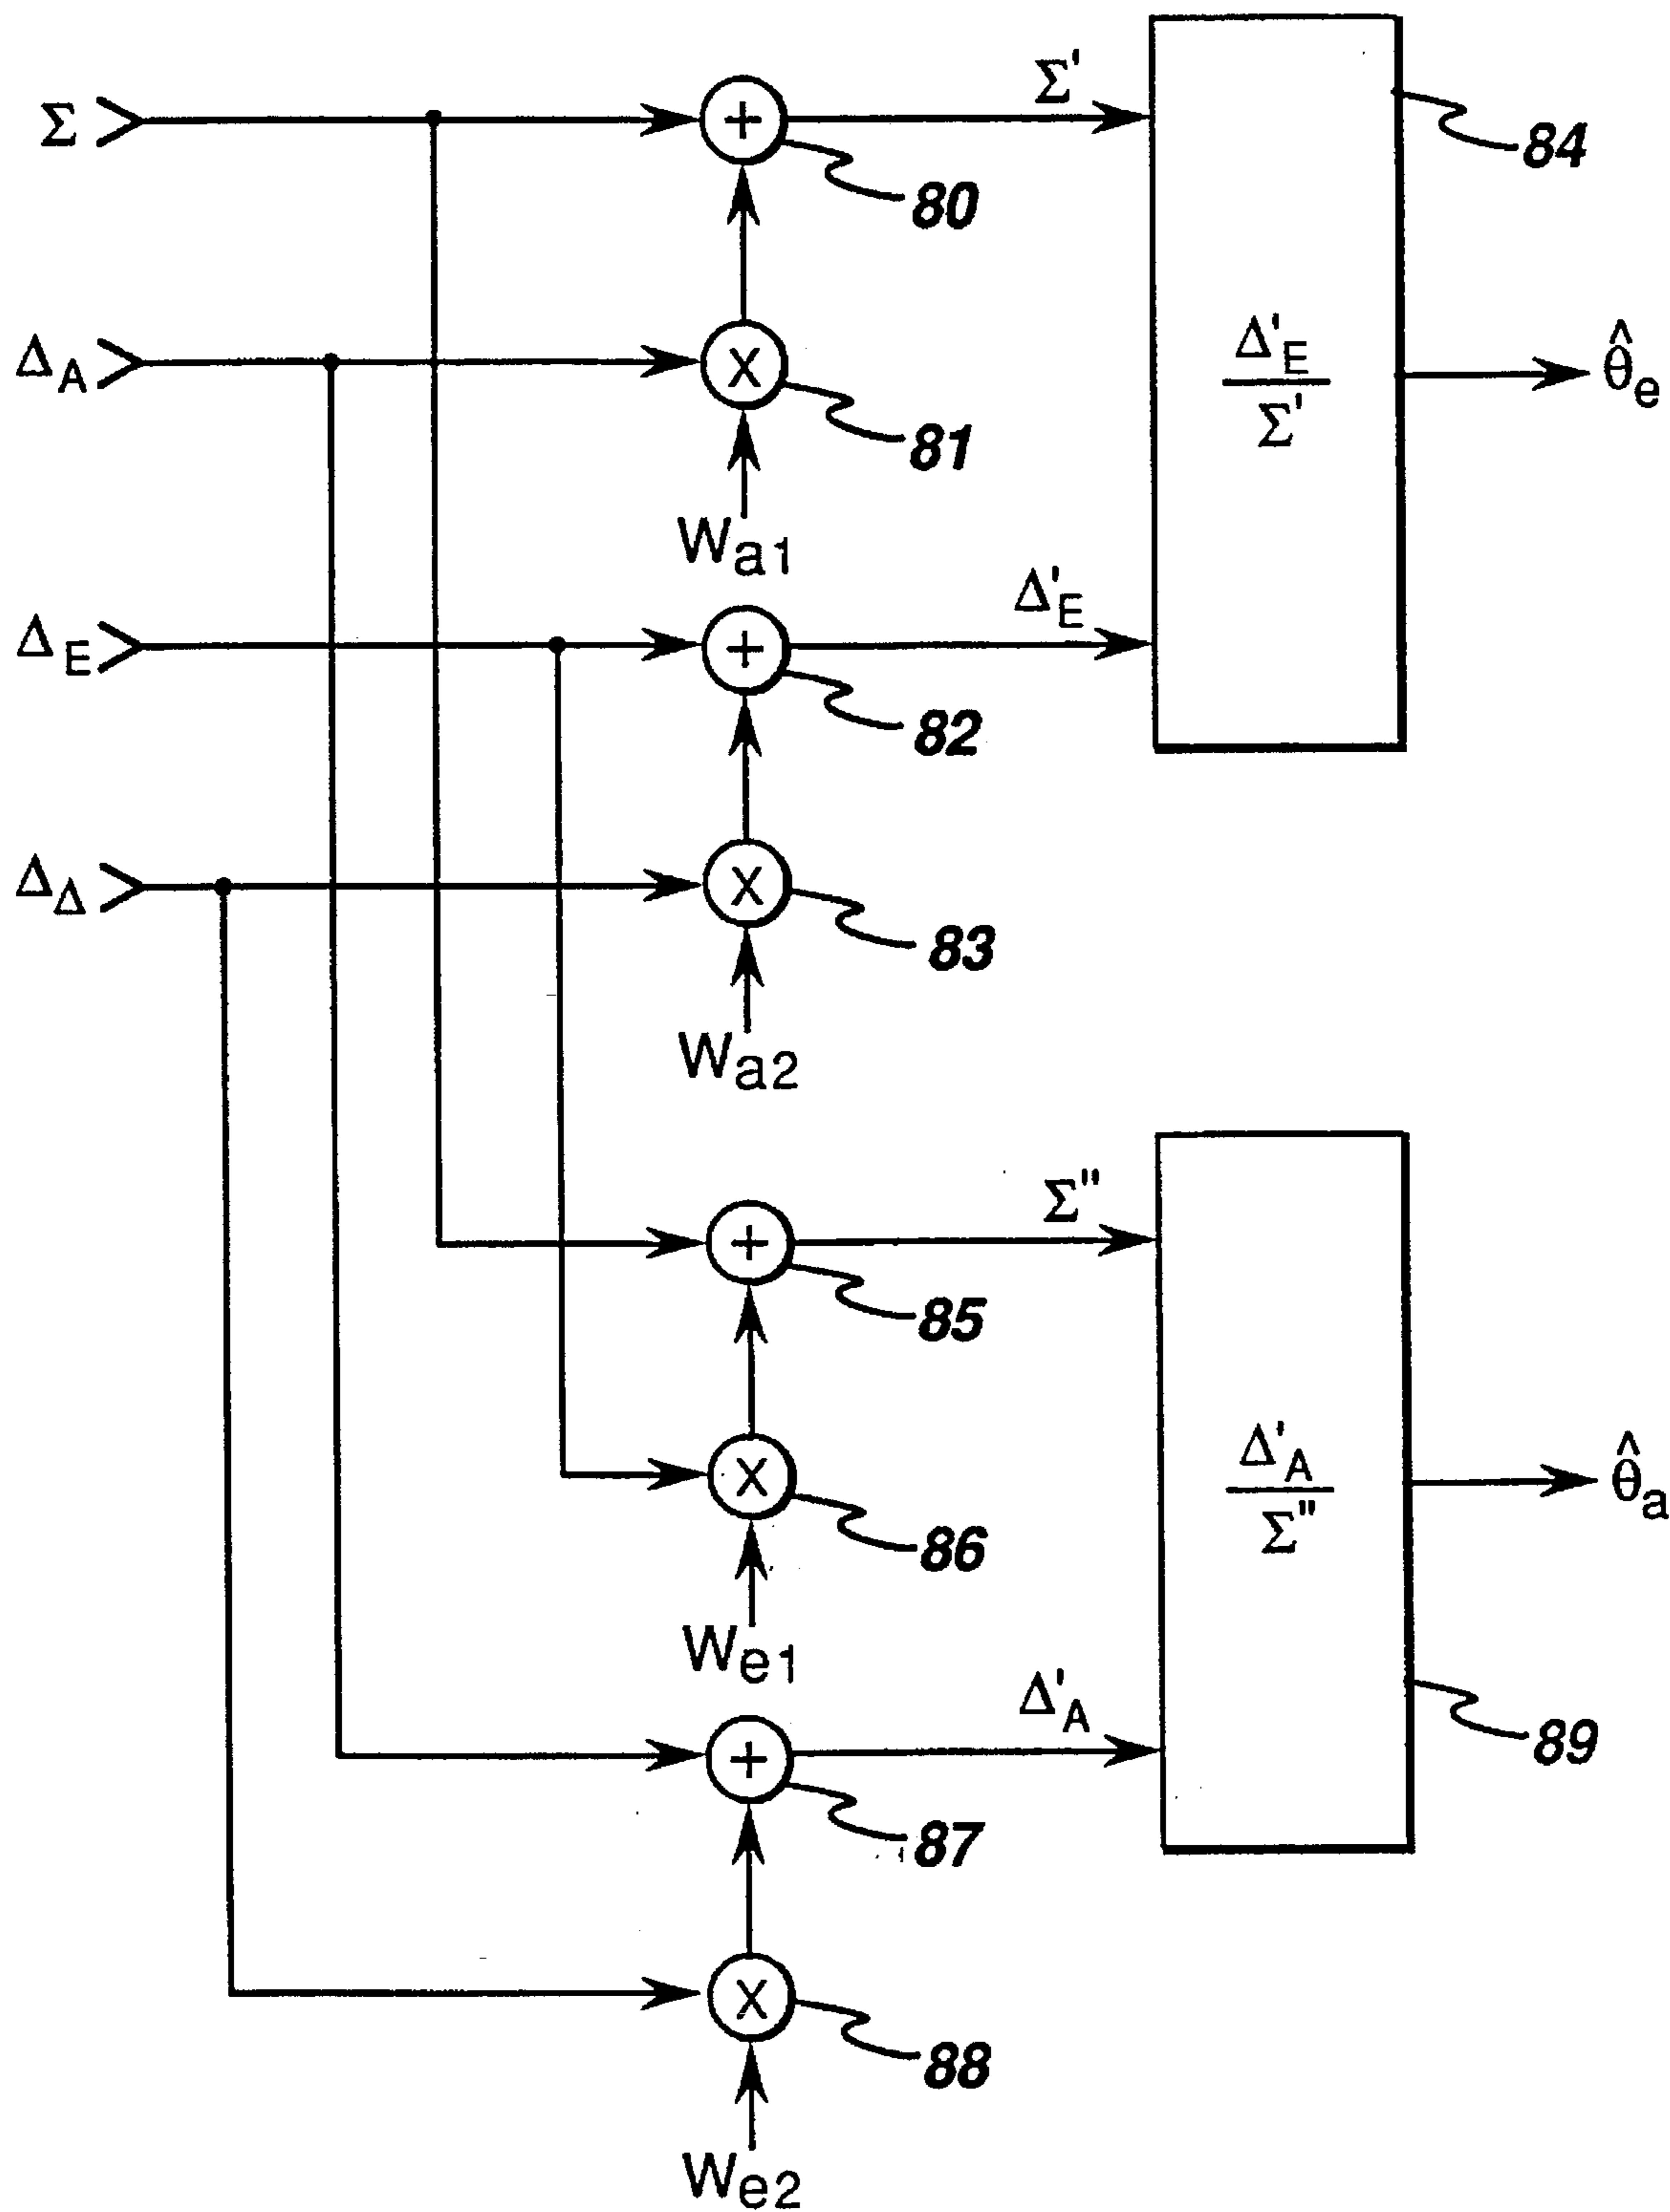 Σ
+
Σ'
84
80
Δ_A
X
81
W_a1
Δ'_E
Σ'
θ̂_e
Δ_E
+
Δ'_E
82
Δ_Δ
X
83
W_a2
+
Σ"
85
X
86
W_e1
Δ'_A
Σ"
θ̂_a
+
Δ'_A
87
89
X
88
W_e2